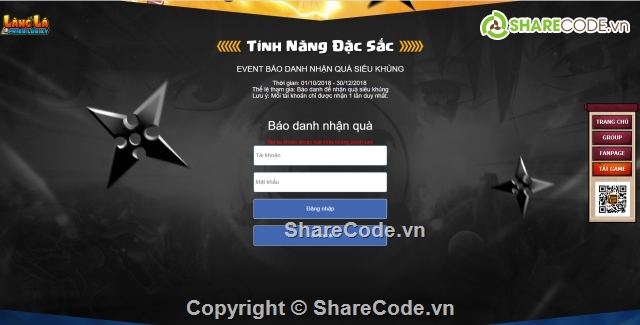 LÀNG LÁ
PHIÊU LƯU KÝ
SHARECODE.vn
Tính Năng Đặc Sắc
EVENT BÁO DANH NHẬN QUÀ SIÊU KHỦNG
Thời gian: 01/10/2018 - 30/12/2018
Thể lệ tham gia: Báo danh để nhận quà siêu khủng
Lưu ý: Mỗi tài khoản chỉ được nhận 1 lần duy nhất.
TRANG CHỦ
GROUP
FANPAGE
TẢI GAME
Báo danh nhận quà
Tài khoản
Mật khẩu
Đăng nhập
ShareCode.vn
Copyright © ShareCode.vn